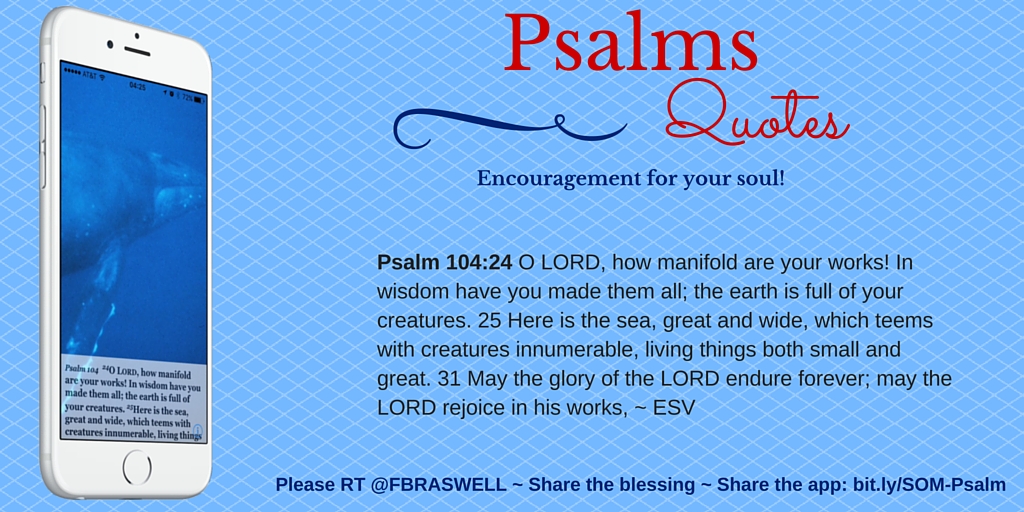 AT&T
04:25
72%
Psalm 104 24O LORD, how manifold
are your works! In wisdom have you
made them all; the earth is full of
your creatures. 25Here is the sea,
great and wide, which teems with
creatures innumerable, living things
Psalms
Quotes
Encouragement for your soul!
Psalm 104:24 O LORD, how manifold are your works! In
wisdom have you made them all; the earth is full of your
creatures. 25 Here is the sea, great and wide, which teems
with creatures innumerable, living things both small and
great. 31 May the glory of the LORD endure forever; may the
LORD rejoice in his works, ~ ESV
Please RT @FBRASWELL ~ Share the blessing ~ Share the app: bit.ly/SOM-Psalm